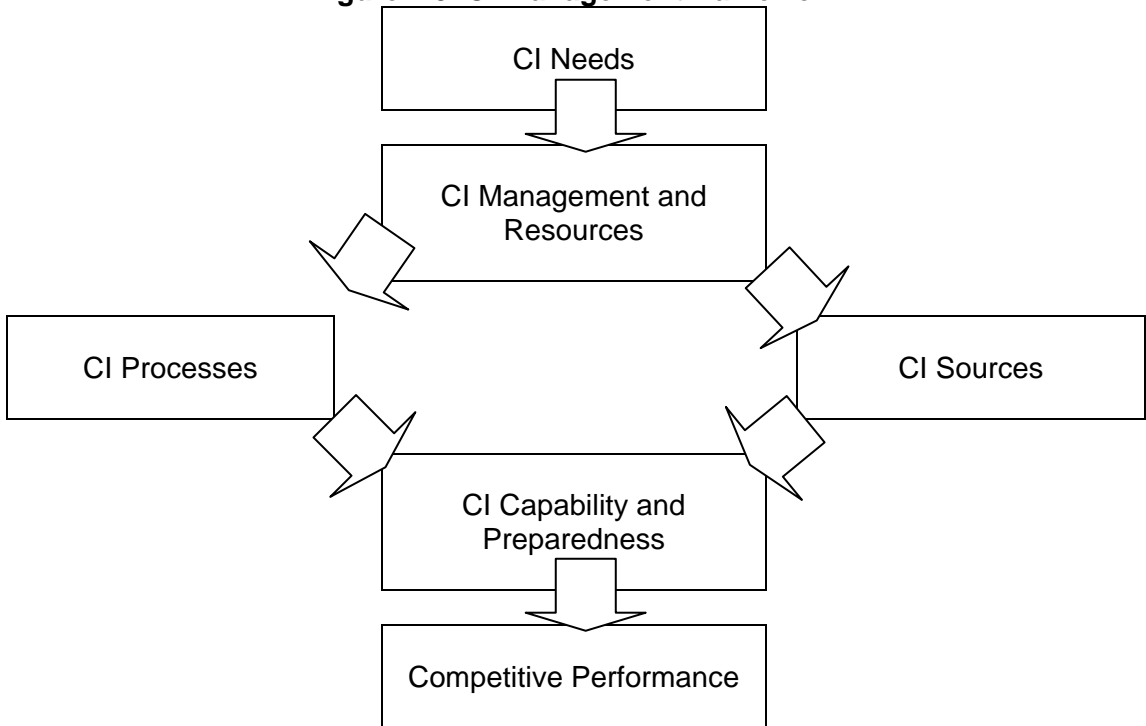 CI Needs
CI Management and
Resources
CI Processes
CI Sources
CI Capability and
Preparedness
Competitive Performance